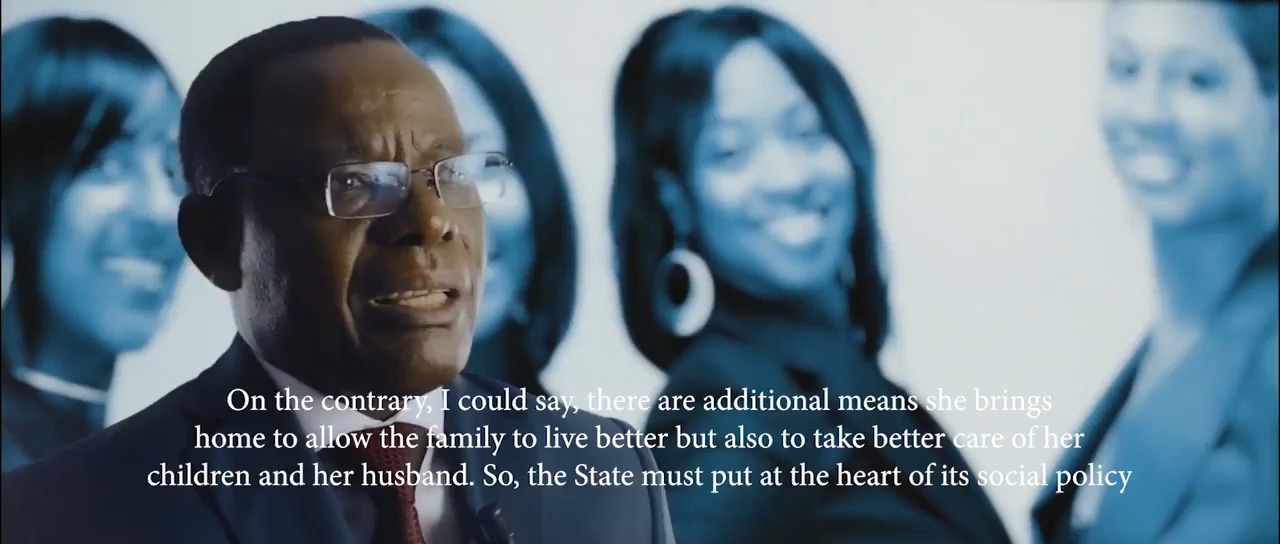 On the contrary, I could say, there are additional means she brings
home to allow the family to live better but also to take better care of her
children and her husband. So, the State must put at the heart of its social policy